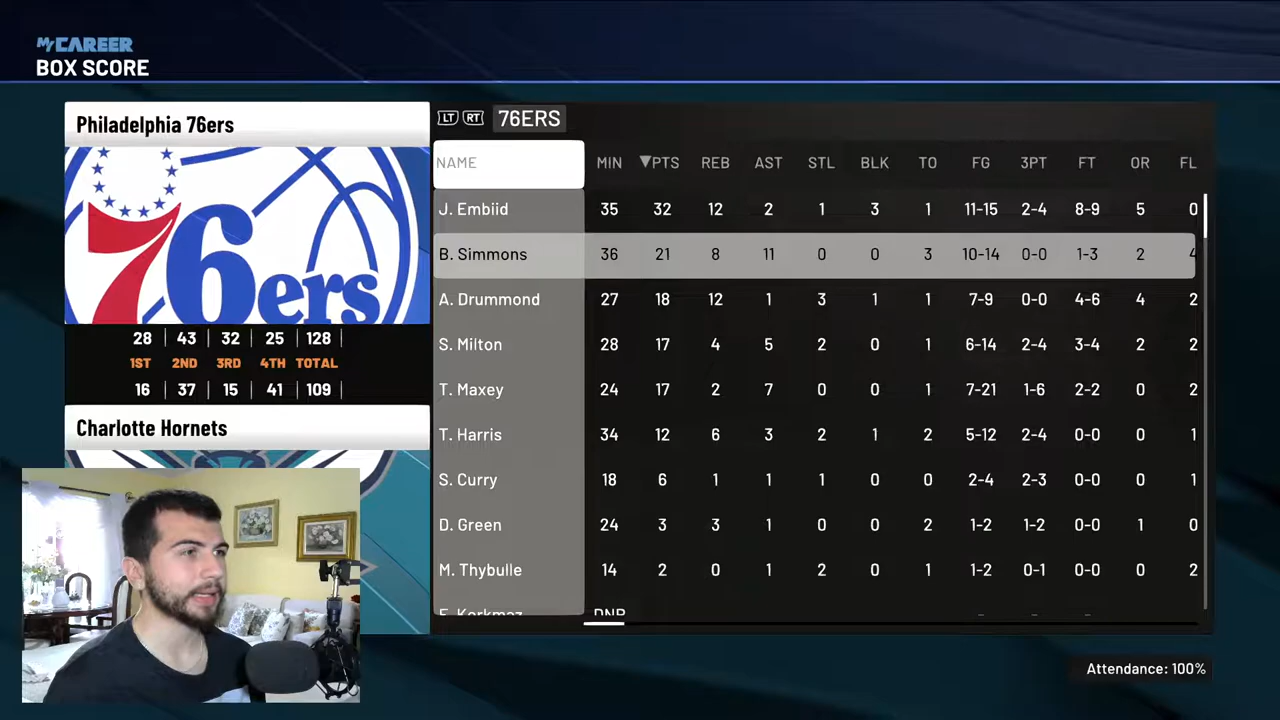 MyCAREER
BOX SCORE
Philadelphia 76ers
76ers
28 43 32 25 128
1ST 2ND 3RD 4TH TOTAL
16 37 15 41 109
Charlotte Hornets
LT RT 76ERS
NAME MIN ▼PTS REB AST STL BLK TO FG 3PT FT OR FL
J. Embiid 35 32 12 2 1 3 1 11-15 2-4 8-9 5 0
B. Simmons 36 21 8 11 0 0 3 10-14 0-0 1-3 2 4
A. Drummond 27 18 12 1 3 1 1 7-9 0-0 4-6 4 2
S. Milton 28 17 4 5 2 0 1 6-14 2-4 3-4 2 2
T. Maxey 24 17 2 7 0 0 1 7-21 1-6 2-2 0 2
T. Harris 34 12 6 3 2 1 2 5-12 2-4 0-0 0 1
S. Curry 18 6 1 1 1 0 0 2-4 2-3 0-0 0 1
D. Green 24 3 3 1 0 0 2 1-2 1-2 0-0 1 0
M. Thybulle 14 2 0 1 2 0 1 1-2 0-1 0-0 0 2
F. Korkmaz DNP - - -
Attendance: 100%